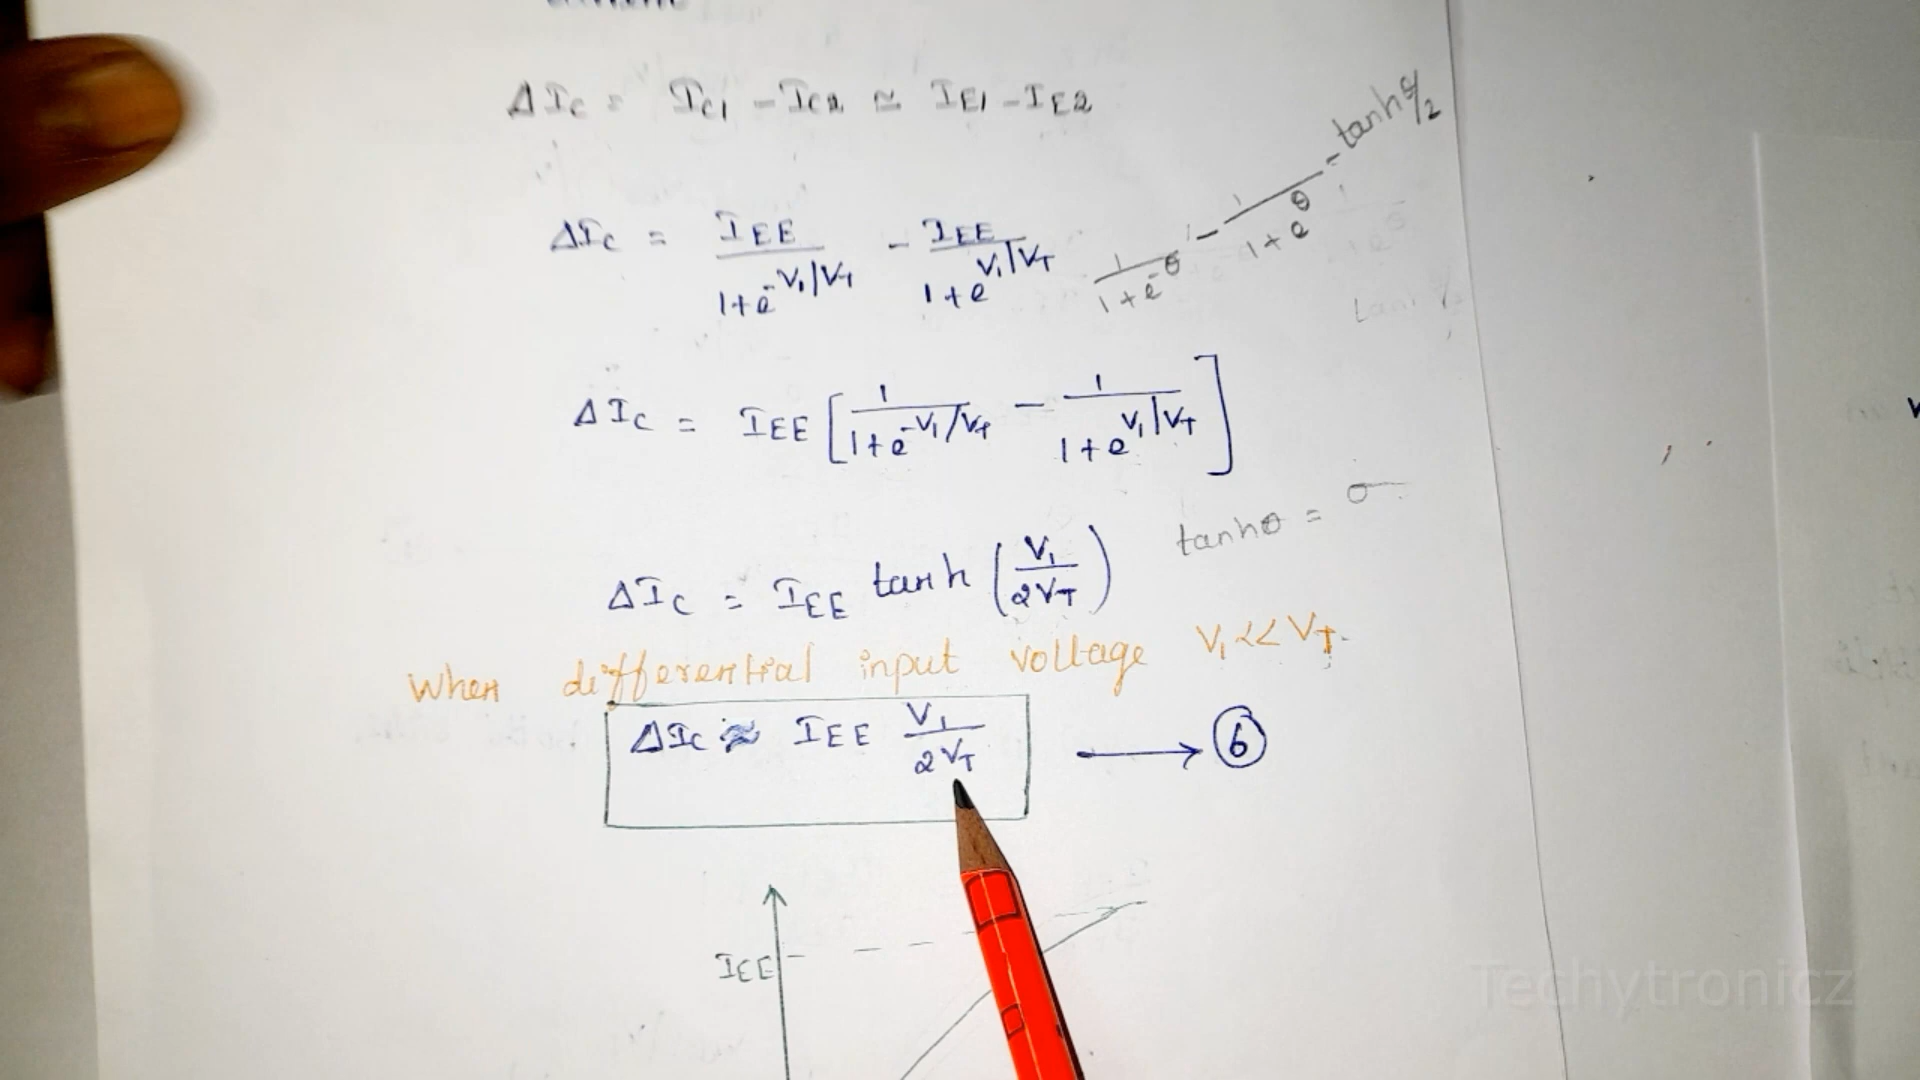 ΔIC = IC1 - IC2 ≃ IE1 - IE2
ΔIC = IEE/(1+e^-V1/VT) - IEE/(1+e^V1/VT)
1/(1+e^-θ) - 1/(1+e^θ) = tanh θ/2
ΔIC = IEE [1/(1+e^-V1/VT) - 1/(1+e^V1/VT)]
ΔIC = IEE tanh (V1/2VT)
tanhθ =
When differential input voltage V1 << VT.
ΔIC ≈ IEE V1/2VT → 6
IEE
Techytronicz